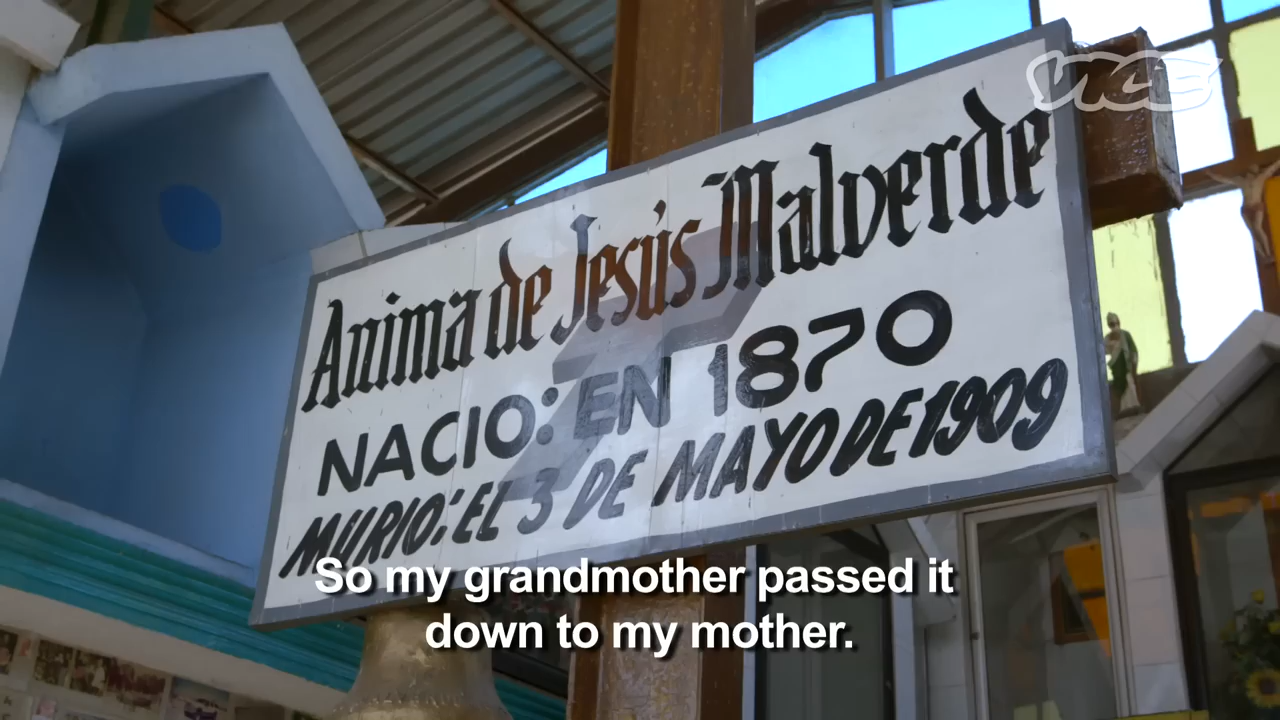 VICE
Anima de Jesús Malverde
NACIO: EN 1870
MURIO: EL 3 DE MAYO DE 1909
So my grandmother passed it
down to my mother.